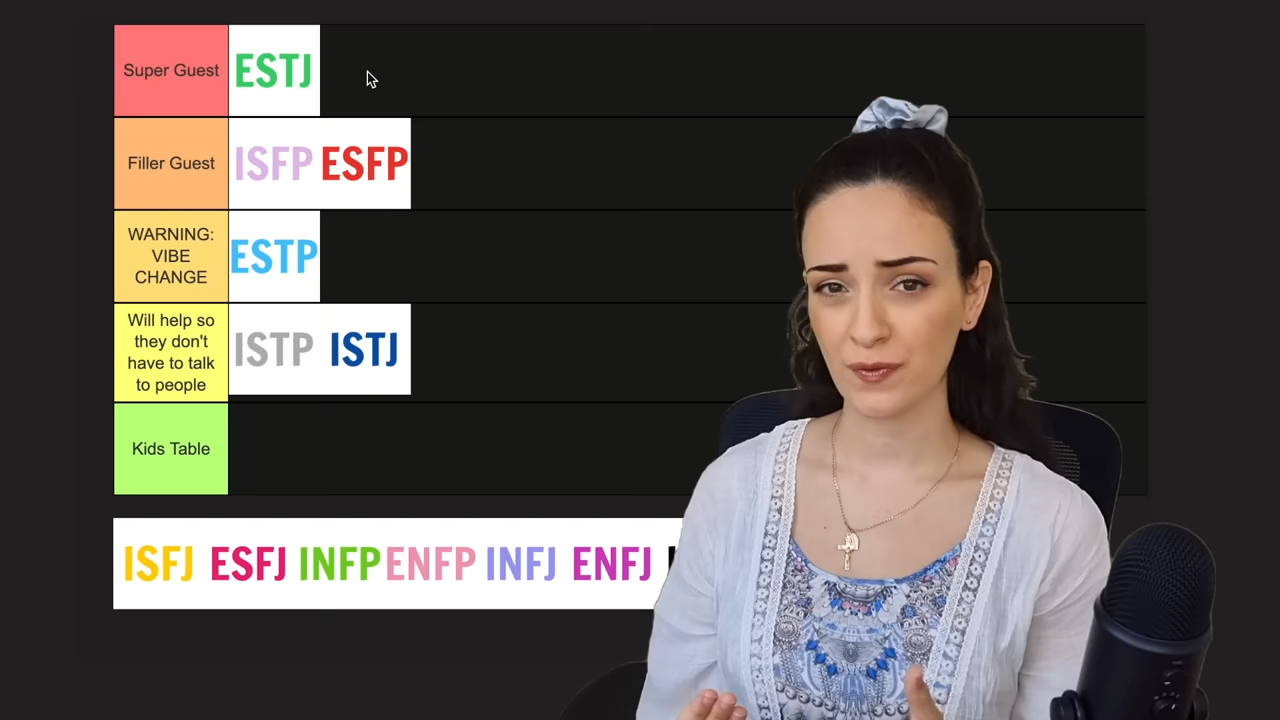 Super Guest
ESTJ
Filler Guest
ISFP ESFP
WARNING:
VIBE
CHANGE
ESTP
Will help so
they don't
have to talk
to people
ISTP ISTJ
Kids Table
ISFJ ESFJ INFP ENFP INFJ ENFJ